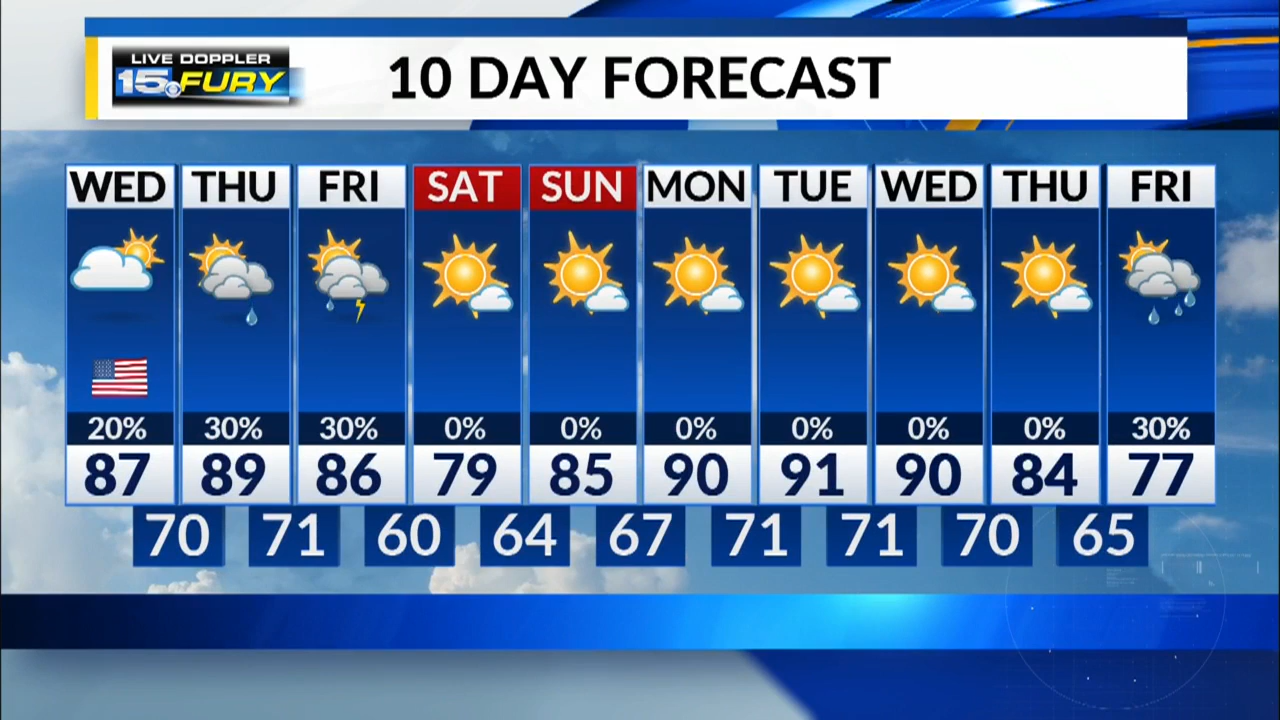 LIVE DOPPLER
15 FURY
10 DAY FORECAST
WED THU FRI SAT SUN MON TUE WED THU FRI
20% 30% 30% 0% 0% 0% 0% 0% 0% 30%
87 89 86 79 85 90 91 90 84 77
70 71 60 64 67 71 71 70 65